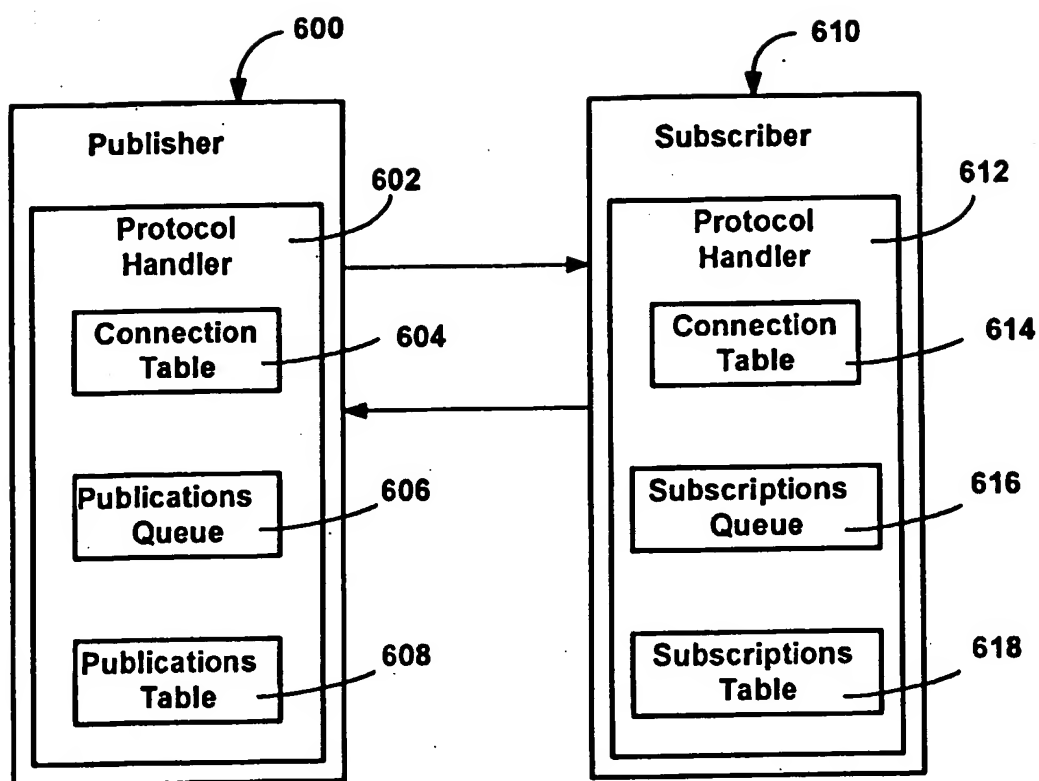 600
610
Publisher
Subscriber
602
612
Protocol
Handler
Protocol
Handler
Connection
Table
604
Connection
Table
614
Publications
Queue
606
Subscriptions
Queue
616
Publications
Table
608
Subscriptions
Table
618